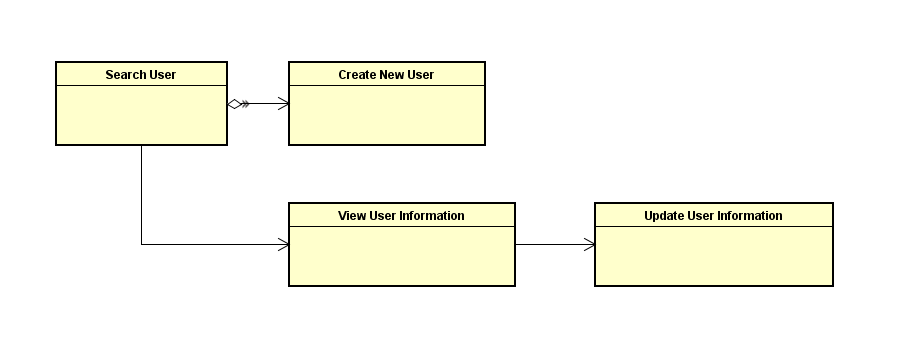 Search User
Create New User
View User Information
Update User Information